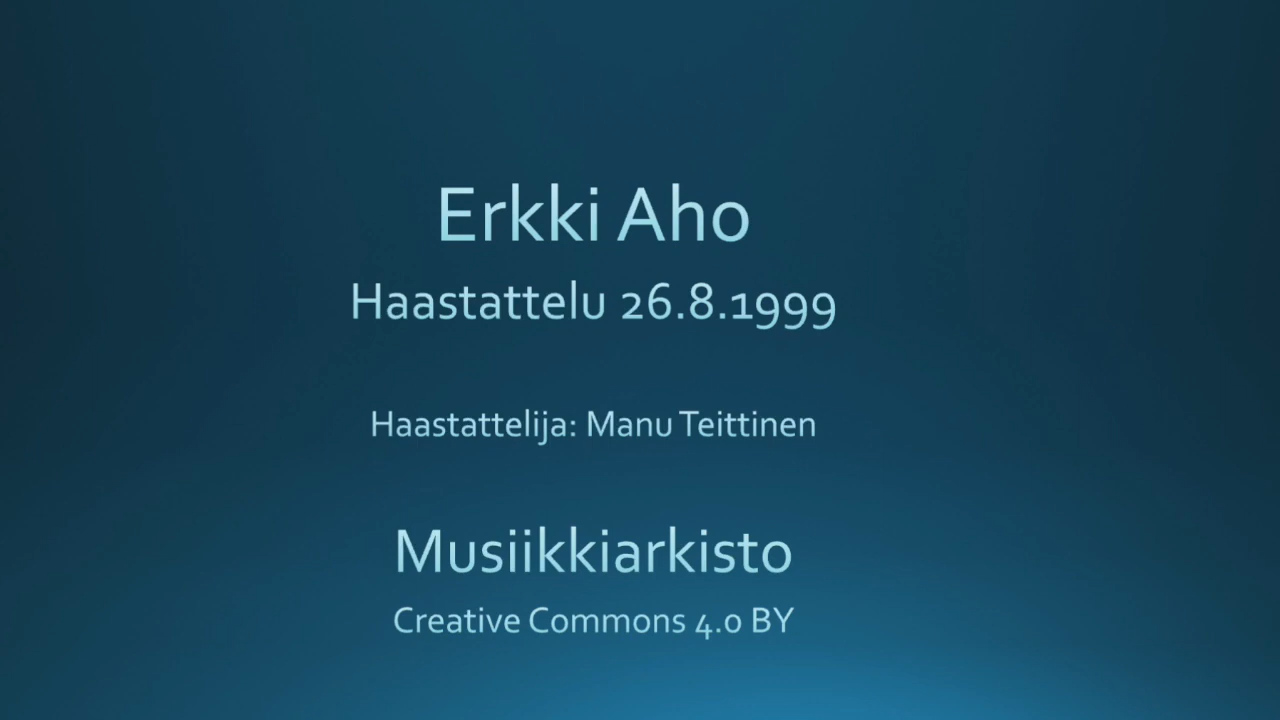 Erkki Aho
Haastattelu 26.8.1999
Haastattelija: Manu Teittinen
Musiikkiarkisto
Creative Commons 4.0 BY